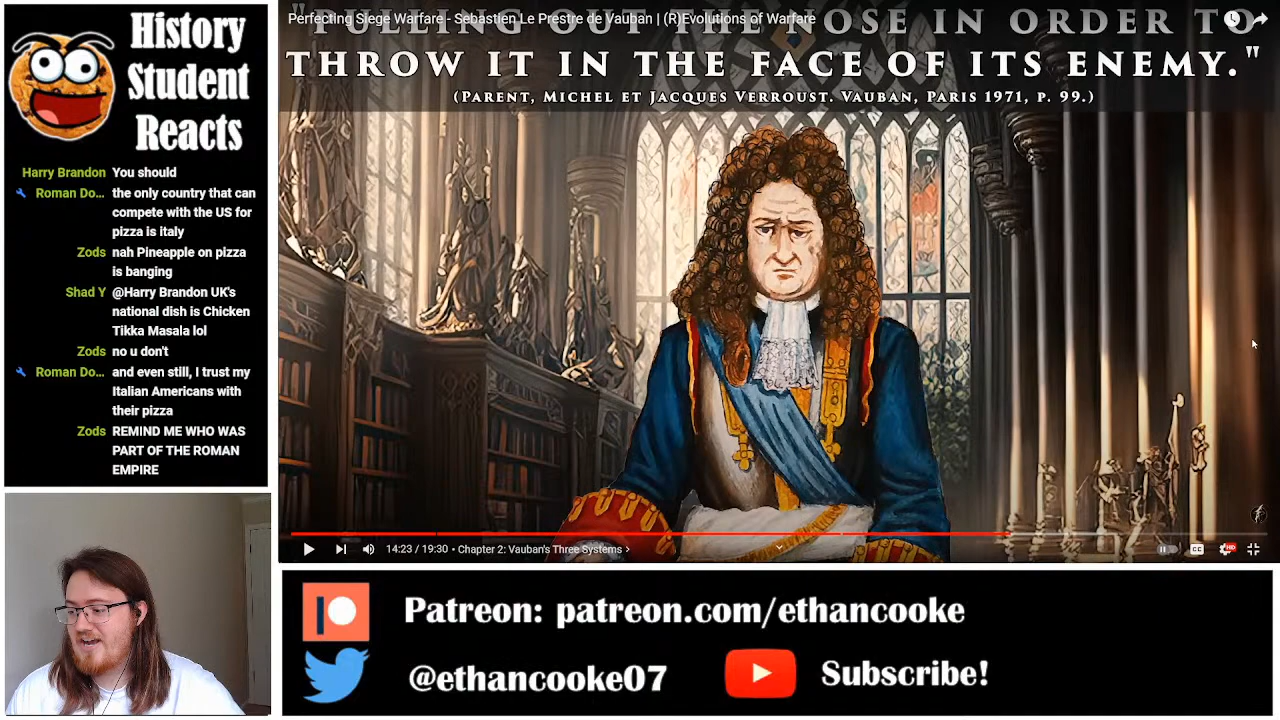 History
Student
Reacts
Harry Brandon You should
Roman Do... the only country that can
compete with the US for
pizza is italy
Zods nah Pineapple on pizza
is banging
Shad Y @Harry Brandon UK's
national dish is Chicken
Tikka Masala lol
Zods no u don't
Roman Do... and even still, I trust my
Italian Americans with
their pizza
Zods REMIND ME WHO WAS
PART OF THE ROMAN
EMPIRE
Perfecting Siege Warfare - Sebastien Le Prestre de Vauban | (R)Evolutions of Warfare
"PULLING OUT THE NOSE IN ORDER TO
THROW IT IN THE FACE OF ITS ENEMY."
(PARENT, MICHEL ET JACQUES VERROUST. VAUBAN, PARIS 1971, P. 99.)
14:23 / 19:30 • Chapter 2: Vauban's Three Systems >
CC
HD
Patreon: patreon.com/ethancooke
@ethancooke07
Subscribe!